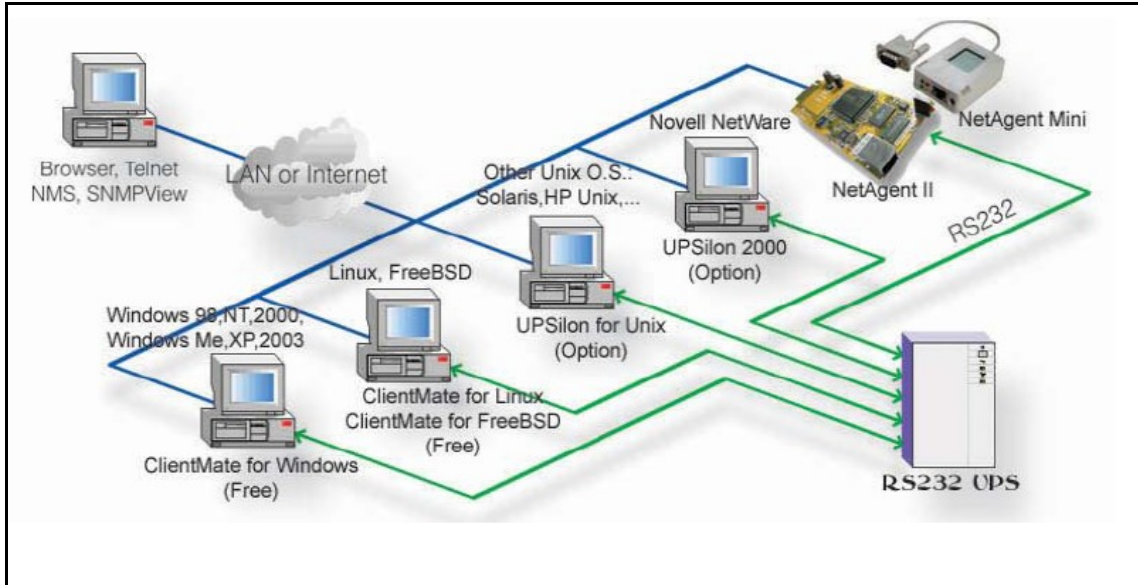 Browser, Telnet
NMS, SNMPView
LAN or Internet
Novell NetWare
NetAgent Mini
NetAgent II
Other Unix O.S.:
Solaris,HP Unix,...
UPSilon 2000
(Option)
RS232
Linux, FreeBSD
UPSilon for Unix
(Option)
Windows 98,NT,2000,
Windows Me,XP,2003
ClientMate for Linux
ClientMate for FreeBSD
(Free)
ClientMate for Windows
(Free)
RS232 UPS